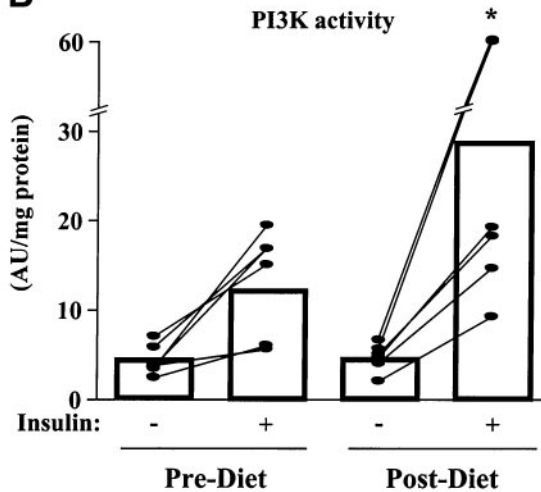 B
PI3K activity
*
60
30
20
10
0
(AU/mg protein)
Insulin: - + - +
Pre-Diet Post-Diet